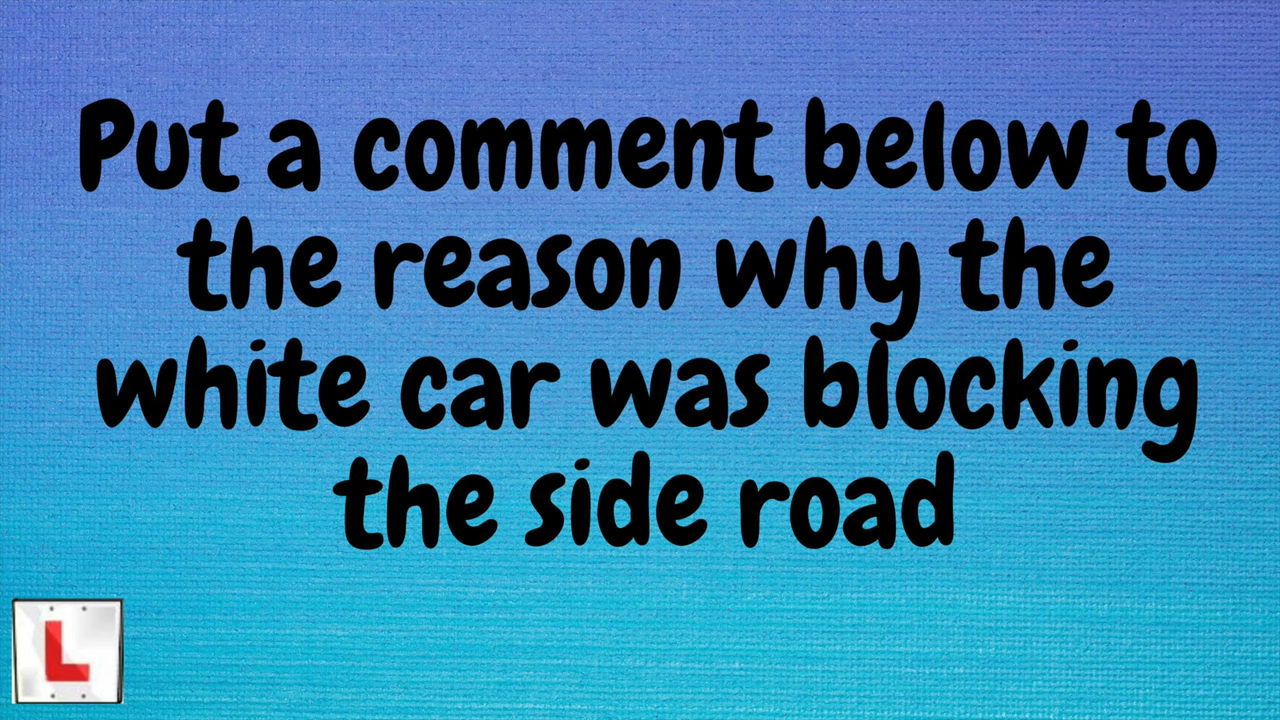 Put a comment below to
the reason why the
white car was blocking
the side road
L